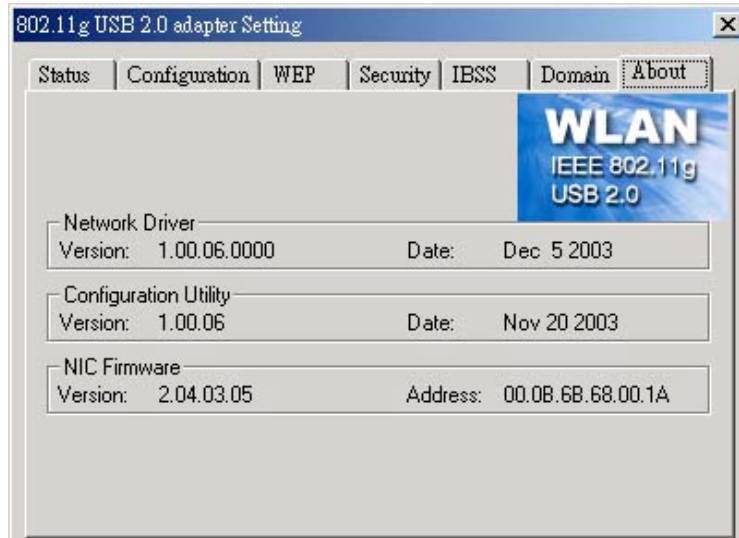 802.11g USB 2.0 adapter Setting
Status Configuration WEP Security IBSS Domain About
WLAN
IEEE 802.11g
USB 2.0
Network Driver
Version: 1.00.06.0000 Date: Dec 5 2003
Configuration Utility
Version: 1.00.06 Date: Nov 20 2003
NIC Firmware
Version: 2.04.03.05 Address: 00.0B.6B.68.00.1A